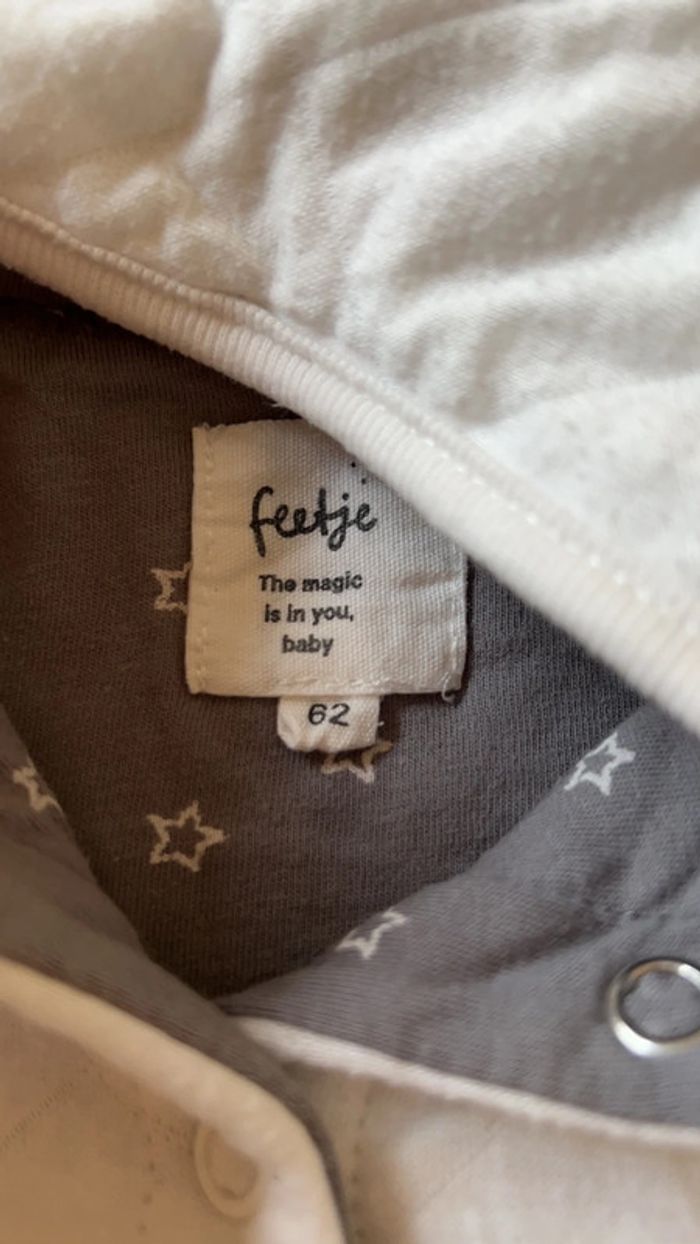 feetje
The magic
is in you,
baby
62